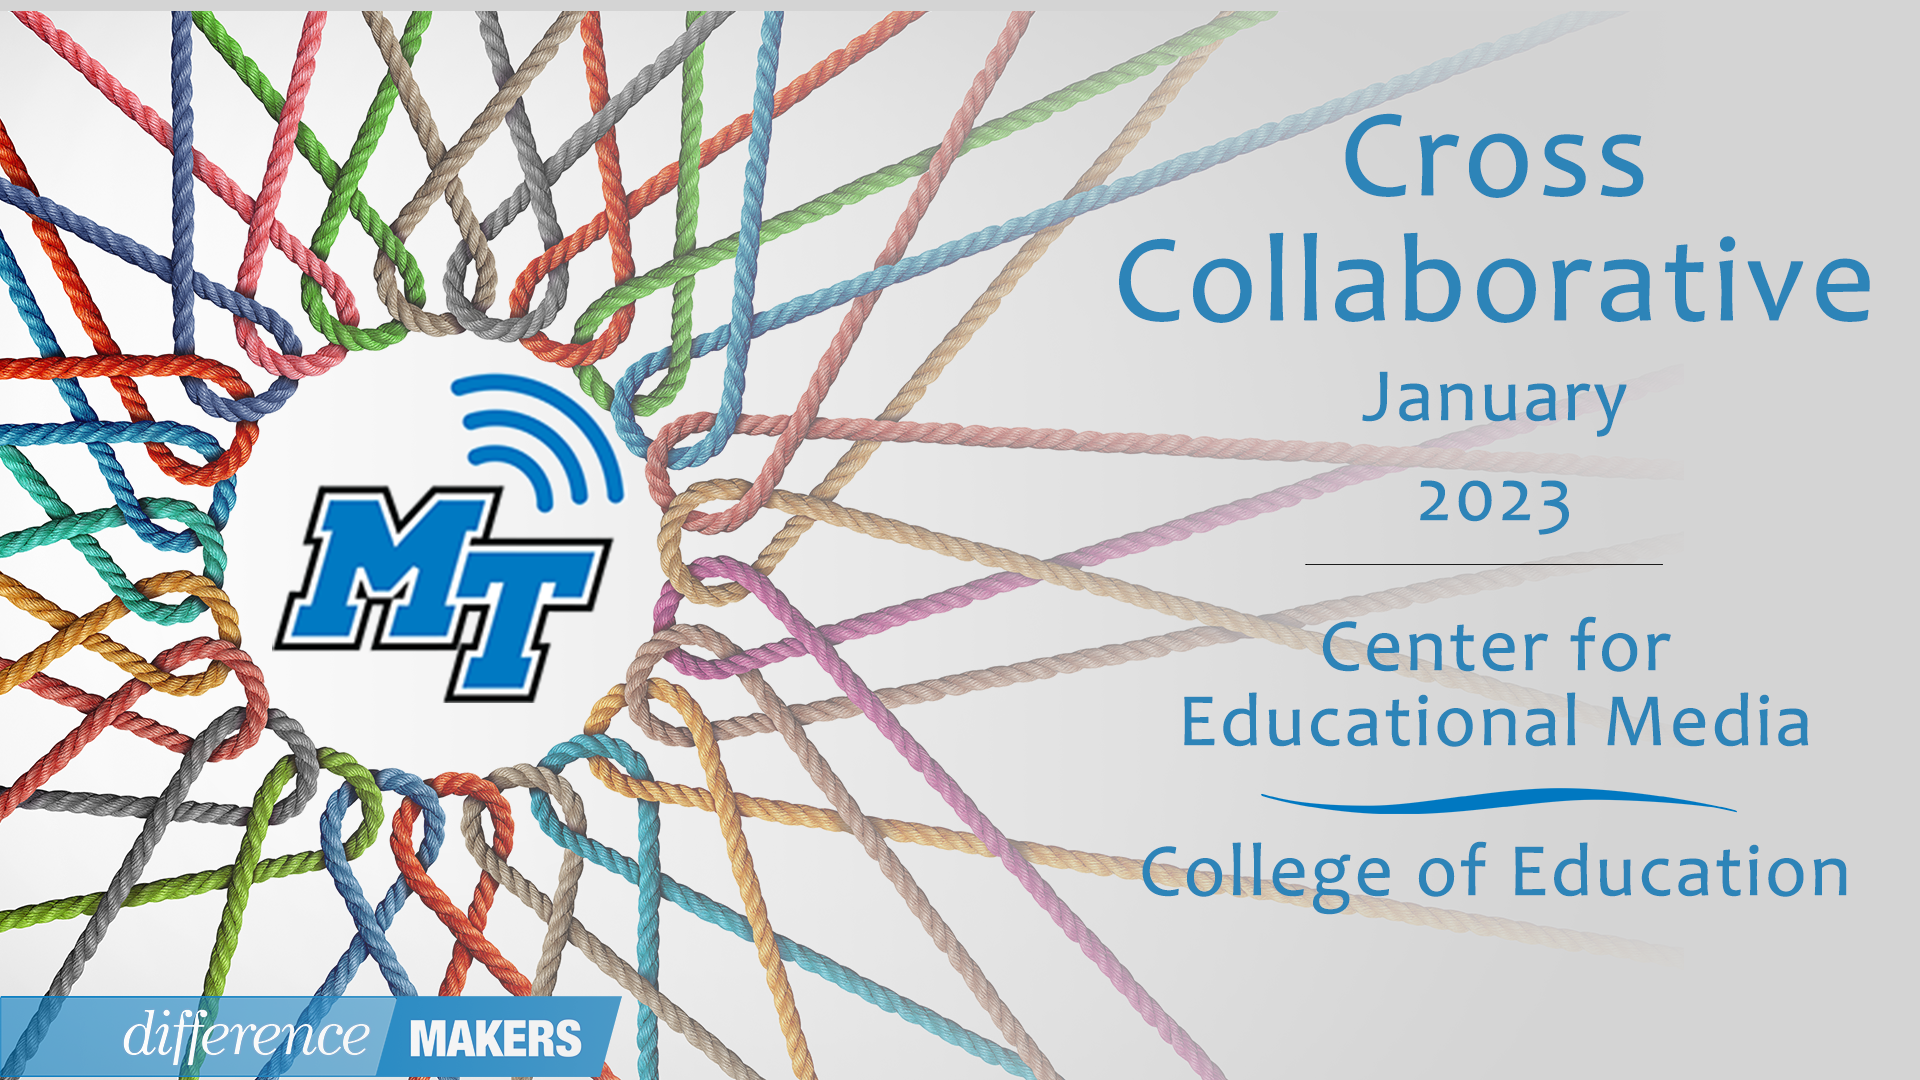 Cross
Collaborative
January
2023
Center for
Educational Media
College of Education
MT
difference MAKERS